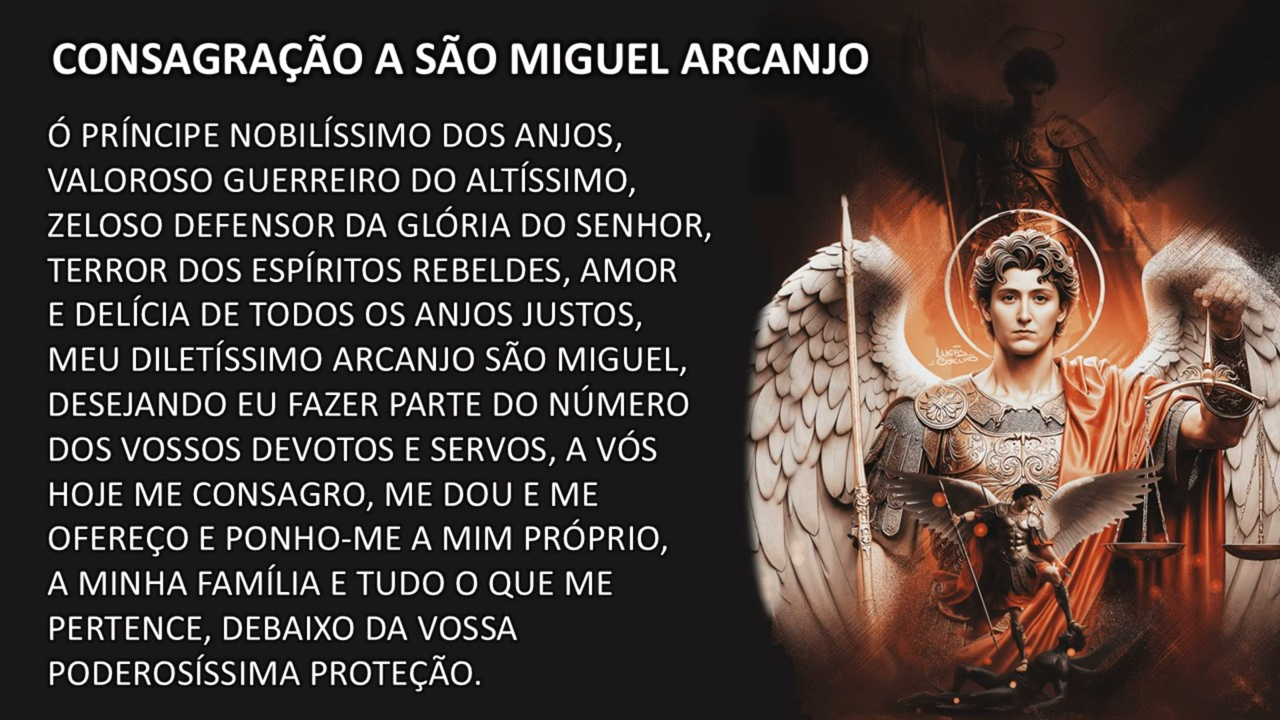 CONSAGRAÇÃO A SÃO MIGUEL ARCANJO
Ó PRÍNCIPE NOBILÍSSIMO DOS ANJOS,
VALOROSO GUERREIRO DO ALTÍSSIMO,
ZELOSO DEFENSOR DA GLÓRIA DO SENHOR,
TERROR DOS ESPÍRITOS REBELDES, AMOR
E DELÍCIA DE TODOS OS ANJOS JUSTOS,
MEU DILETÍSSIMO ARCANJO SÃO MIGUEL,
DESEJANDO EU FAZER PARTE DO NÚMERO
DOS VOSSOS DEVOTOS E SERVOS, A VÓS
HOJE ME CONSAGRO, ME DOU E ME
OFEREÇO E PONHO-ME A MIM PRÓPRIO,
A MINHA FAMÍLIA E TUDO O QUE ME
PERTENCE, DEBAIXO DA VOSSA
PODEROSÍSSIMA PROTEÇÃO.
LUCAS
COELHO